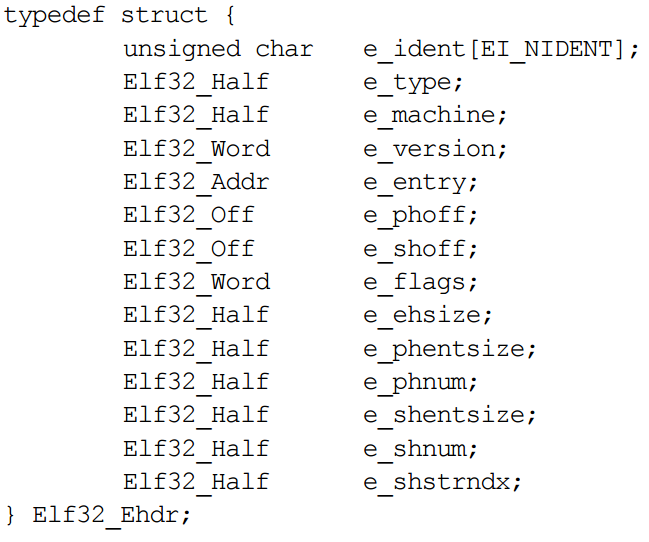 typedef struct {
unsigned char e_ident[EI_NIDENT];
Elf32_Half e_type;
Elf32_Half e_machine;
Elf32_Word e_version;
Elf32_Addr e_entry;
Elf32_Off e_phoff;
Elf32_Off e_shoff;
Elf32_Word e_flags;
Elf32_Half e_ehsize;
Elf32_Half e_phentsize;
Elf32_Half e_phnum;
Elf32_Half e_shentsize;
Elf32_Half e_shnum;
Elf32_Half e_shstrndx;
} Elf32_Ehdr;